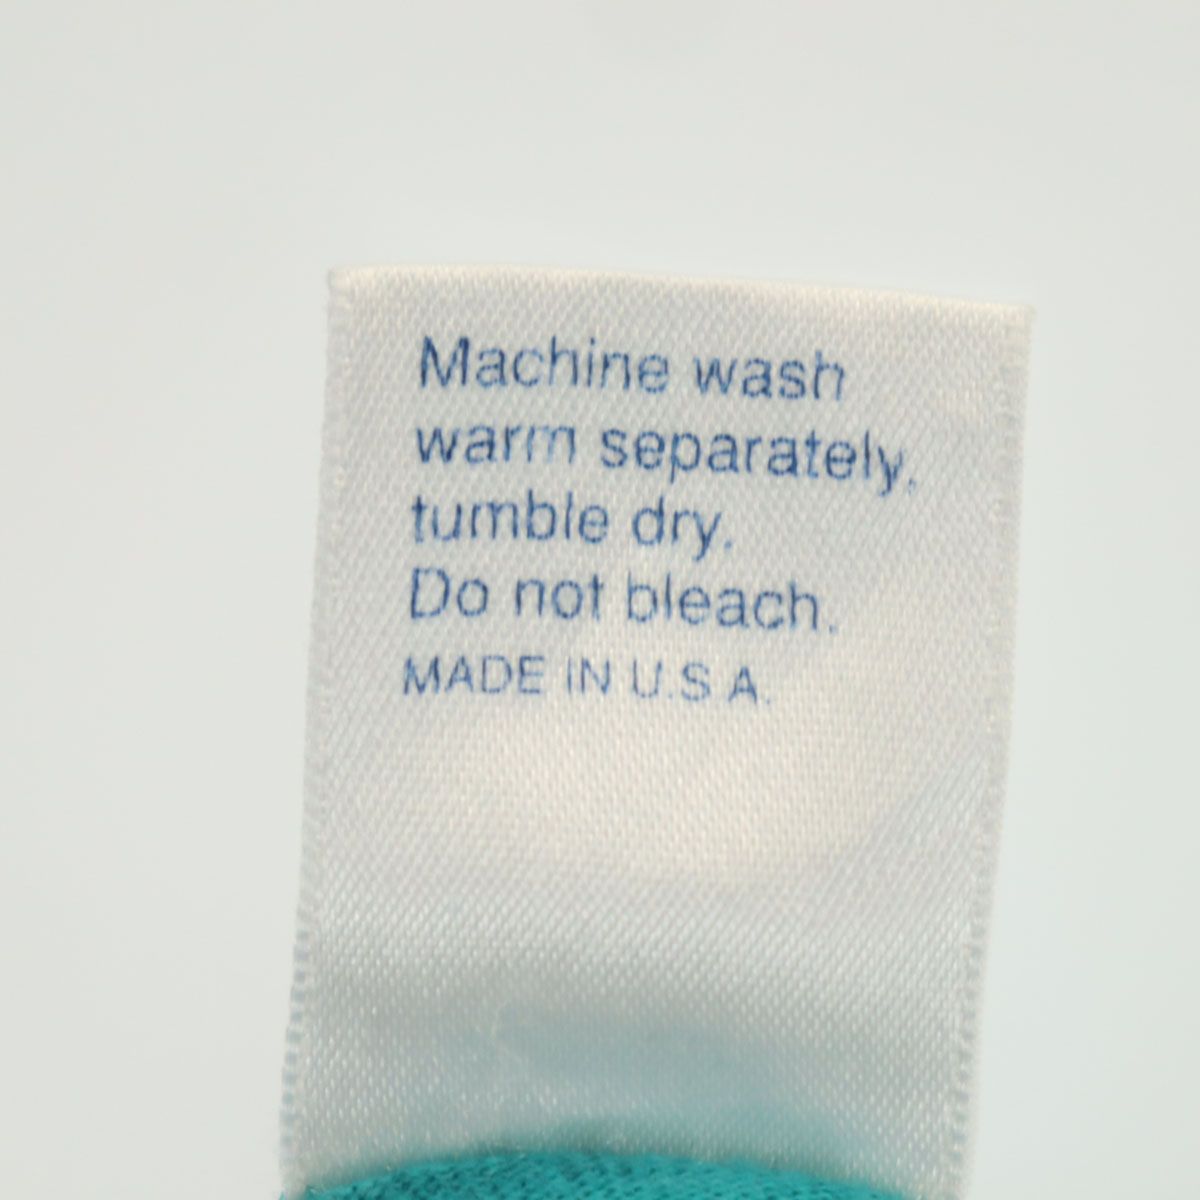 Machine wash
warm separately,
tumble dry.
Do not bleach.
MADE IN U.S A.